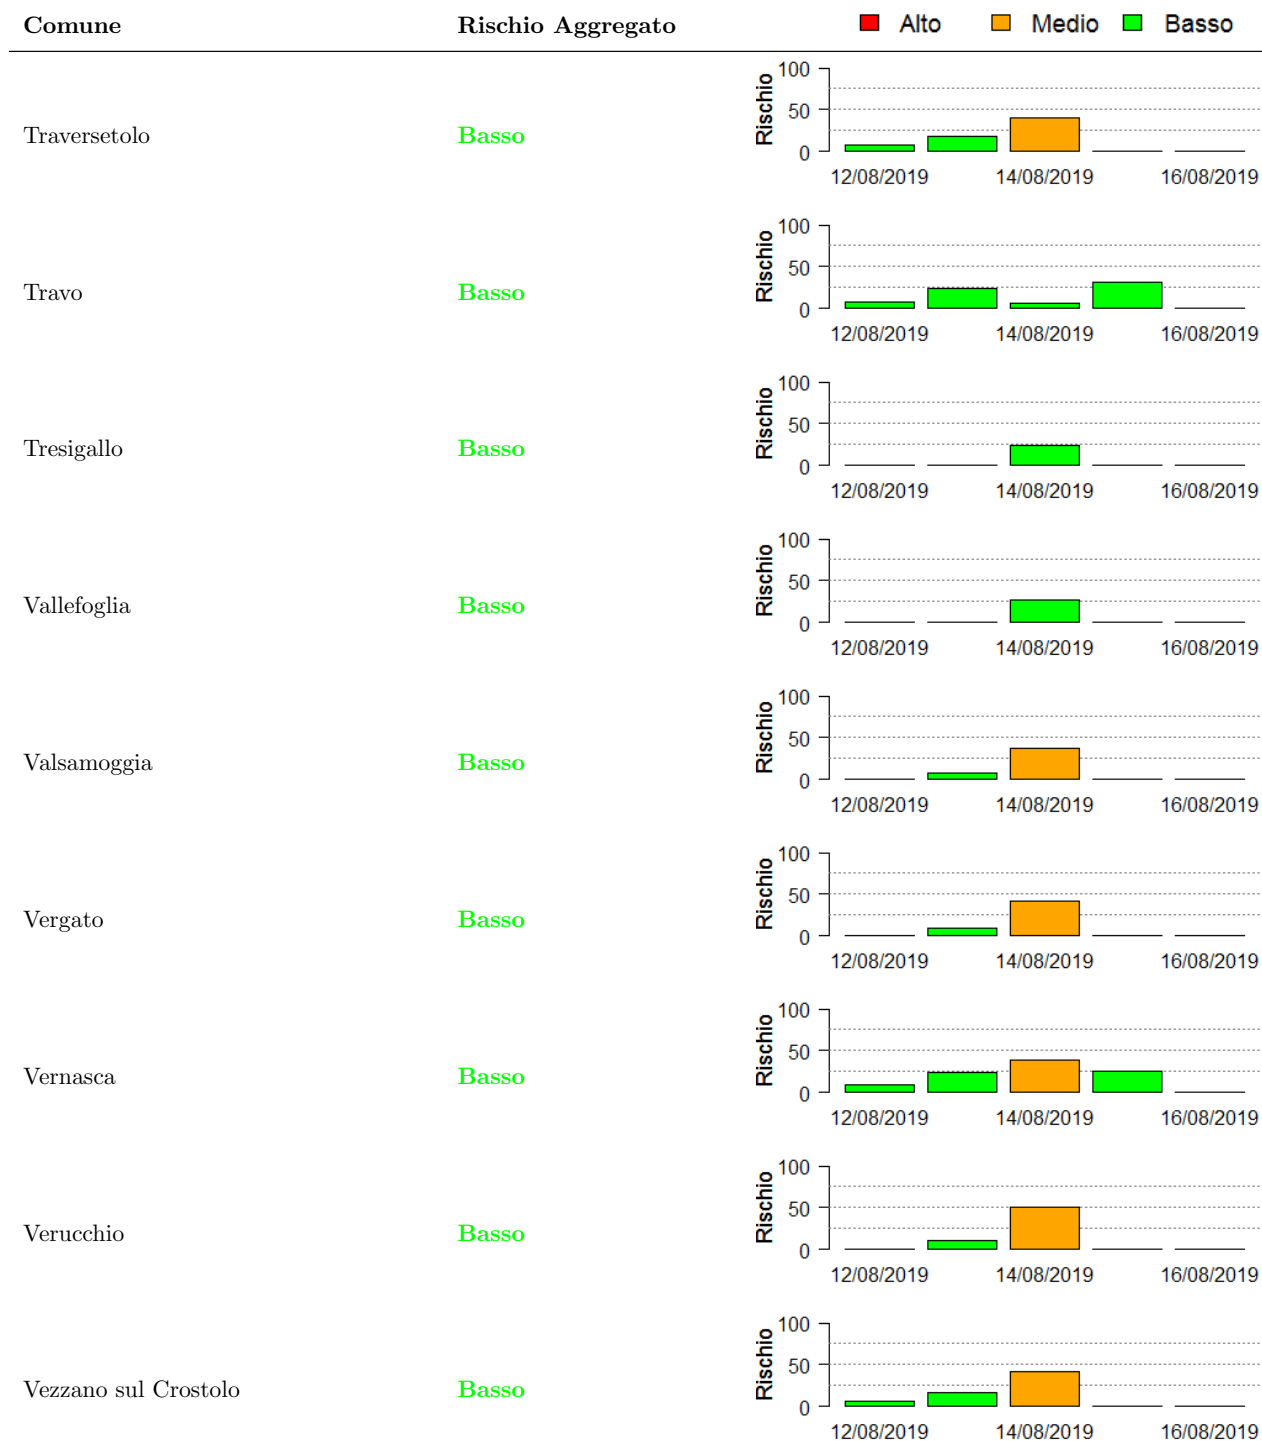 Comune Rischio Aggregato Alto Medio Basso
100
50
0
Rischio
Traversetolo Basso
12/08/2019 14/08/2019 16/08/2019
100
50
0
Rischio
Travo Basso
12/08/2019 14/08/2019 16/08/2019
100
50
0
Rischio
Tresigallo Basso
12/08/2019 14/08/2019 16/08/2019
100
50
0
Rischio
Vallefoglia Basso
12/08/2019 14/08/2019 16/08/2019
100
50
0
Rischio
Valsamoggia Basso
12/08/2019 14/08/2019 16/08/2019
100
50
0
Rischio
Vergato Basso
12/08/2019 14/08/2019 16/08/2019
100
50
0
Rischio
Vernasca Basso
12/08/2019 14/08/2019 16/08/2019
100
50
0
Rischio
Verucchio Basso
12/08/2019 14/08/2019 16/08/2019
100
50
0
Rischio
Vezzano sul Crostolo Basso
12/08/2019 14/08/2019 16/08/2019